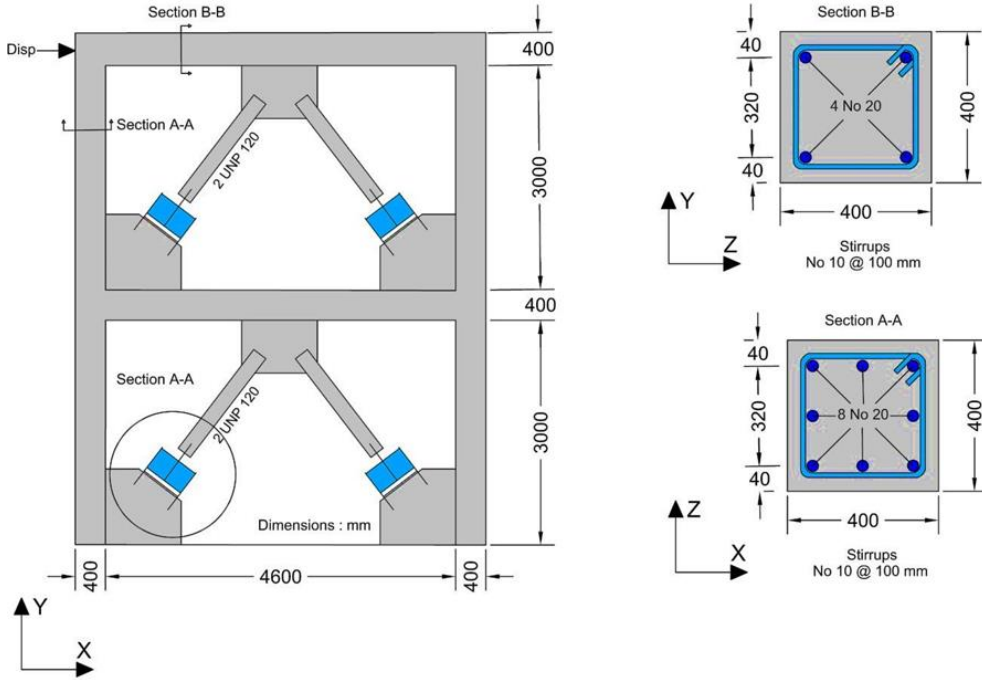 Section B-B
Disp
400
Section A-A
2 UNP 120
3000
400
Section A-A
2 UNP 120
3000
Dimensions : mm
400
4600
400
Y
X
Section B-B
40
320
40
4 No 20
400
400
Y
Z
Stirrups
No 10 @ 100 mm
Section A-A
40
320
40
8 No 20
400
400
Z
X
Stirrups
No 10 @ 100 mm